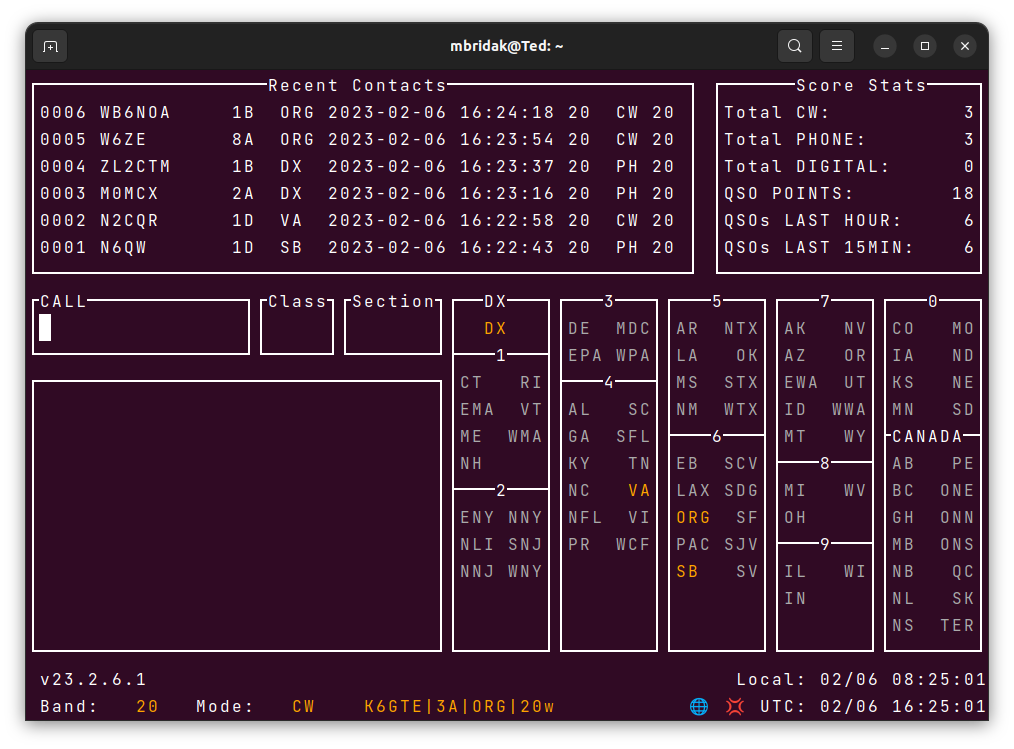 mbridak@Ted: ~
Recent Contacts
0006 WB6NOA 1B ORG 2023-02-06 16:24:18 20 CW 20
0005 W6ZE 8A ORG 2023-02-06 16:23:54 20 CW 20
0004 ZL2CTM 1B DX 2023-02-06 16:23:37 20 PH 20
0003 M0MCX 2A DX 2023-02-06 16:23:16 20 PH 20
0002 N2CQR 1D VA 2023-02-06 16:22:58 20 CW 20
0001 N6QW 1D SB 2023-02-06 16:22:43 20 PH 20
Score Stats
Total CW: 3
Total PHONE: 3
Total DIGITAL: 0
QSO POINTS: 18
QSOs LAST HOUR: 6
QSOs LAST 15MIN: 6
CALL
Class
Section
DX
DX
1
CT RI
EMA VT
ME WMA
NH
2
ENY NNY
NLI SNJ
NNJ WNY
3
DE MDC
EPA WPA
4
AL SC
GA SFL
KY TN
NC VA
NFL VI
PR WCF
5
AR NTX
LA OK
MS STX
NM WTX
6
EB SCV
LAX SDG
ORG SF
PAC SJV
SB SV
7
AK NV
AZ OR
EWA UT
ID WWA
MT WY
8
MI WV
OH
9
IL WI
IN
0
CO MO
IA ND
KS NE
MN SD
CANADA
AB PE
BC ONE
GH ONN
MB ONS
NB QC
NL SK
NS TER
v23.2.6.1
Local: 02/06 08:25:01
Band: 20 Mode: CW K6GTE|3A|ORG|20w
UTC: 02/06 16:25:01